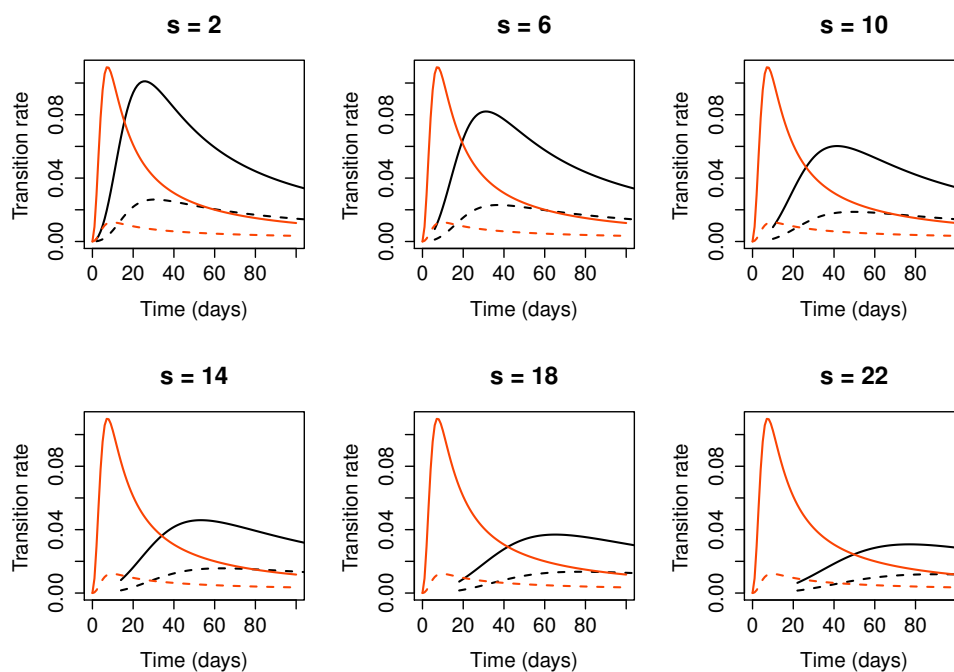 s = 2
Transition rate
0.00 0.04 0.08
0 20 40 60 80
Time (days)
s = 6
Transition rate
0.00 0.04 0.08
0 20 40 60 80
Time (days)
s = 10
Transition rate
0.00 0.04 0.08
0 20 40 60 80
Time (days)
s = 14
Transition rate
0.00 0.04 0.08
0 20 40 60 80
Time (days)
s = 18
Transition rate
0.00 0.04 0.08
0 20 40 60 80
Time (days)
s = 22
Transition rate
0.00 0.04 0.08
0 20 40 60 80
Time (days)